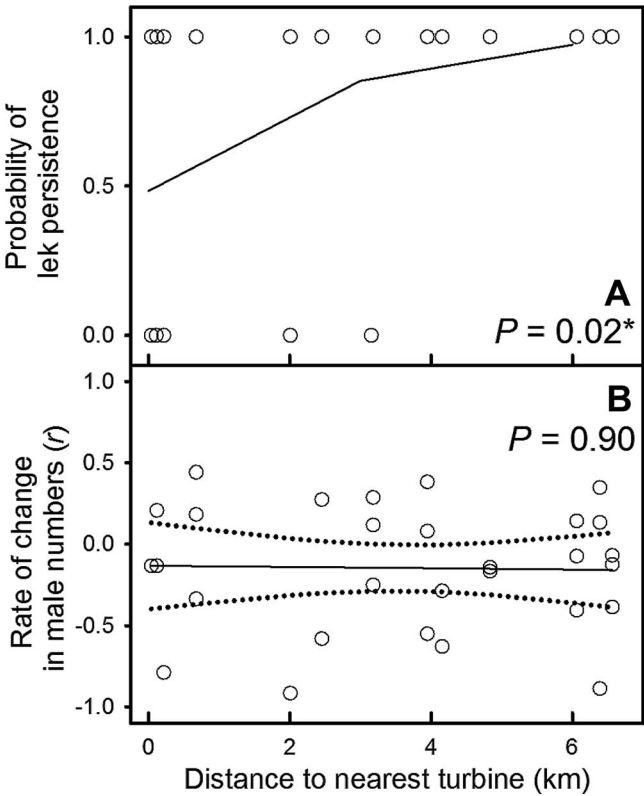 Probability of
lek persistence
1.0
0.5
0.0
A
P = 0.02*
Rate of change
in male numbers (r)
1.0
0.5
0.0
-0.5
-1.0
B
P = 0.90
0 2 4 6
Distance to nearest turbine (km)